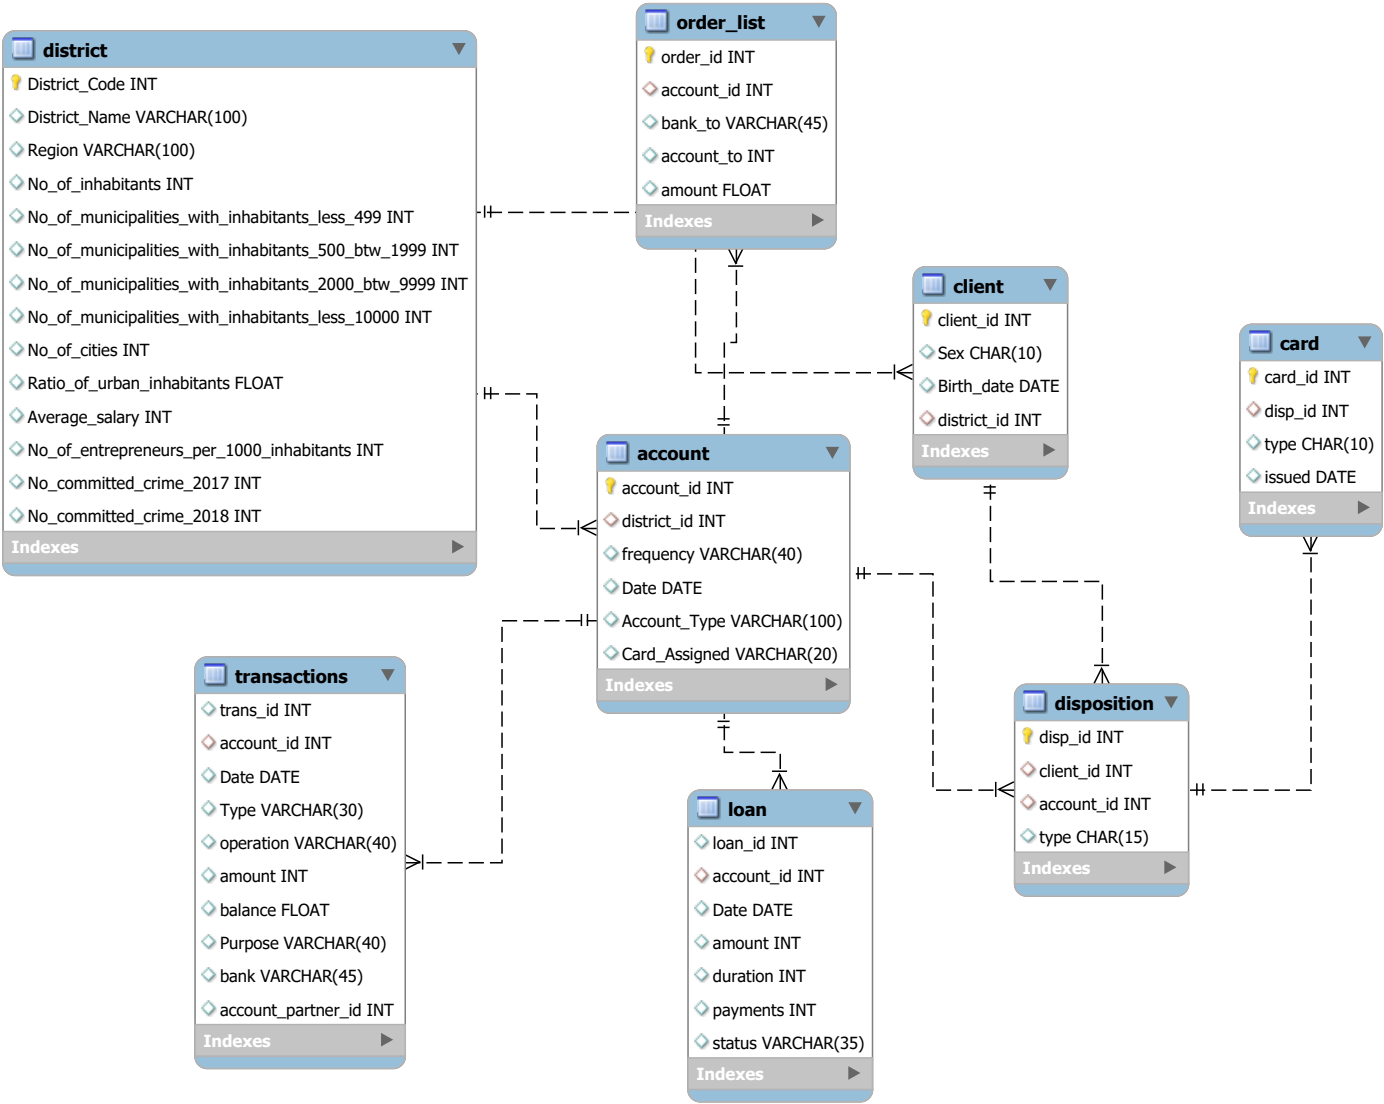 district
District_Code INT
District_Name VARCHAR(100)
Region VARCHAR(100)
No_of_inhabitants INT
No_of_municipalities_with_inhabitants_less_499 INT
No_of_municipalities_with_inhabitants_500_btw_1999 INT
No_of_municipalities_with_inhabitants_2000_btw_9999 INT
No_of_municipalities_with_inhabitants_less_10000 INT
No_of_cities INT
Ratio_of_urban_inhabitants FLOAT
Average_salary INT
No_of_entrepreneurs_per_1000_inhabitants INT
No_committed_crime_2017 INT
No_committed_crime_2018 INT
Indexes
order_list
order_id INT
account_id INT
bank_to VARCHAR(45)
account_to INT
amount FLOAT
Indexes
client
client_id INT
Sex CHAR(10)
Birth_date DATE
district_id INT
Indexes
card
card_id INT
disp_id INT
type CHAR(10)
issued DATE
Indexes
account
account_id INT
district_id INT
frequency VARCHAR(40)
Date DATE
Account_Type VARCHAR(100)
Card_Assigned VARCHAR(20)
Indexes
transactions
trans_id INT
account_id INT
Date DATE
Type VARCHAR(30)
operation VARCHAR(40)
amount INT
balance FLOAT
Purpose VARCHAR(40)
bank VARCHAR(45)
account_partner_id INT
Indexes
loan
loan_id INT
account_id INT
Date DATE
amount INT
duration INT
payments INT
status VARCHAR(35)
Indexes
disposition
disp_id INT
client_id INT
account_id INT
type CHAR(15)
Indexes